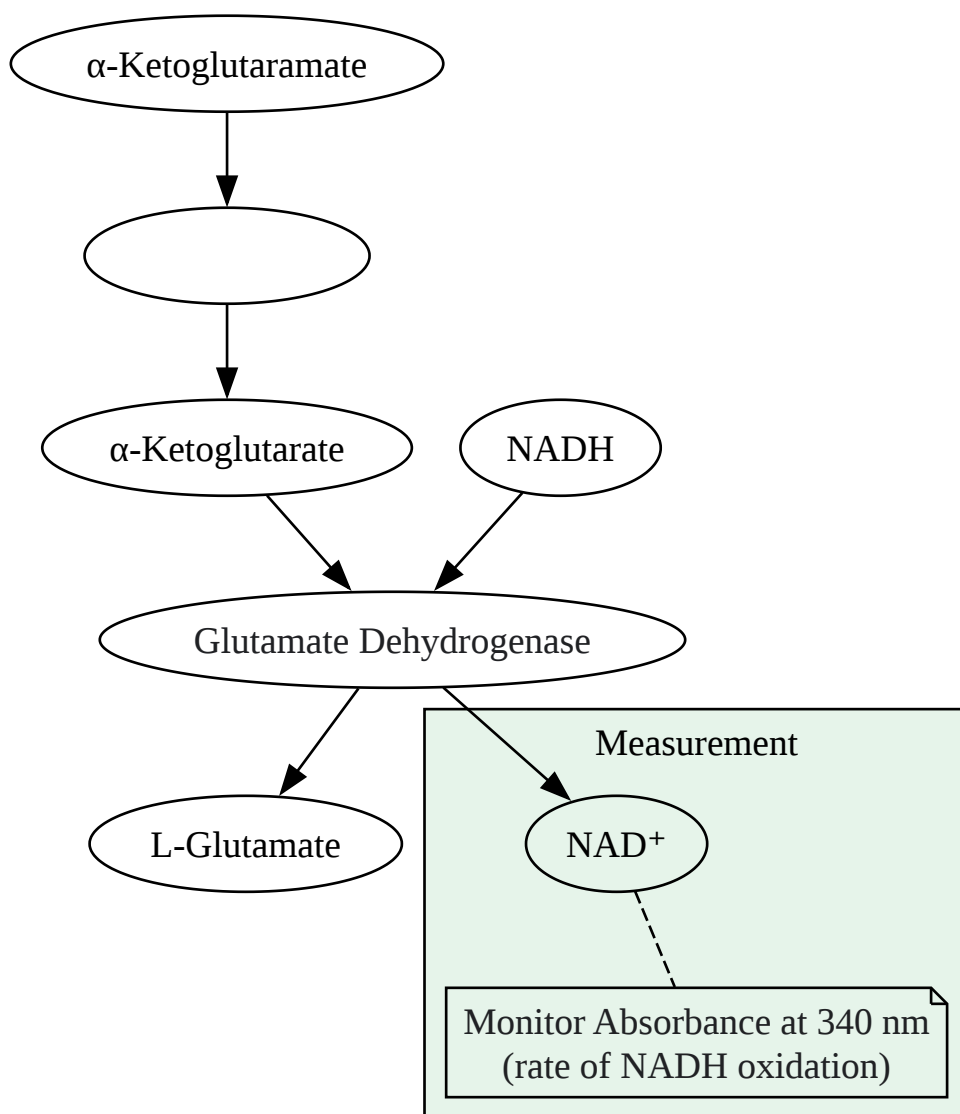 α-Ketoglutaramate
α-Ketoglutarate
NADH
Glutamate Dehydrogenase
Measurement
L-Glutamate
NAD⁺
Monitor Absorbance at 340 nm
(rate of NADH oxidation)